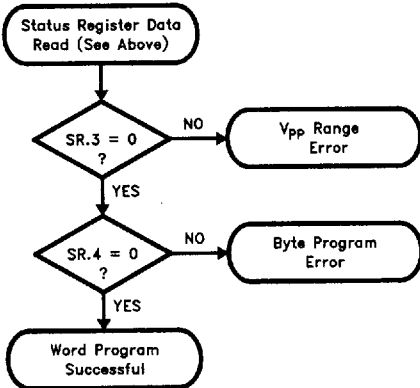 Status Register Data
Read (See Above)
SR.3 = 0
?
NO
VPP Range
Error
YES
SR.4 = 0
?
NO
Byte Program
Error
YES
Word Program
Successful